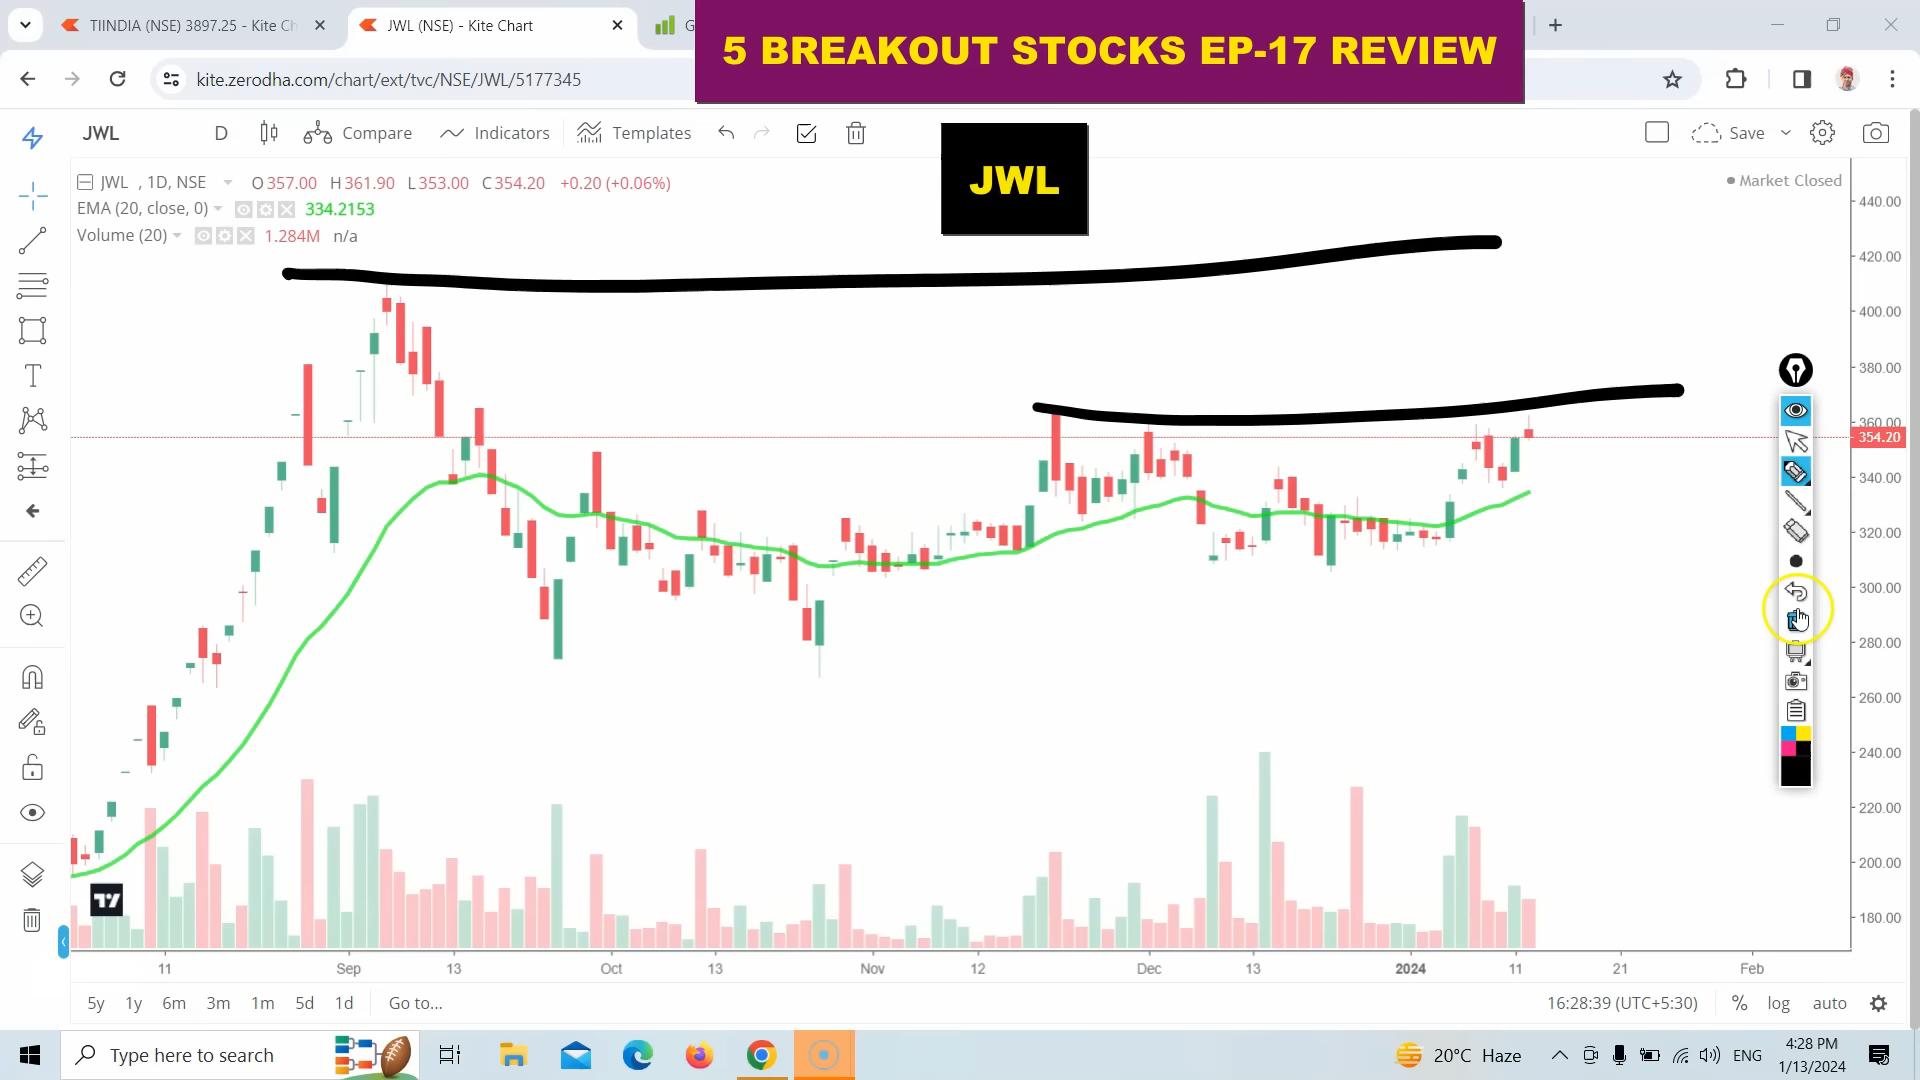 TIINDIA (NSE) 3897.25 - Kite Ch
JWL (NSE) - Kite Chart
G
5 BREAKOUT STOCKS EP-17 REVIEW
kite.zerodha.com/chart/ext/tvc/NSE/JWL/5177345
JWL D Compare Indicators Templates Save
JWL
JWL , 1D, NSE O357.00 H361.90 L353.00 C354.20 +0.20 (+0.06%)
Market Closed
EMA (20, close, 0) 334.2153
Volume (20) 1.284M n/a
T
440.00
420.00
400.00
380.00
360.00
354.20
340.00
320.00
300.00
280.00
260.00
240.00
220.00
200.00
180.00
11 Sep 13 Oct 13 Nov 12 Dec 13 2024 11 21 Feb
5y 1y 6m 3m 1m 5d 1d Go to... 16:28:39 (UTC+5:30) % log auto
Type here to search
20°C Haze
ENG
4:28 PM
1/13/2024